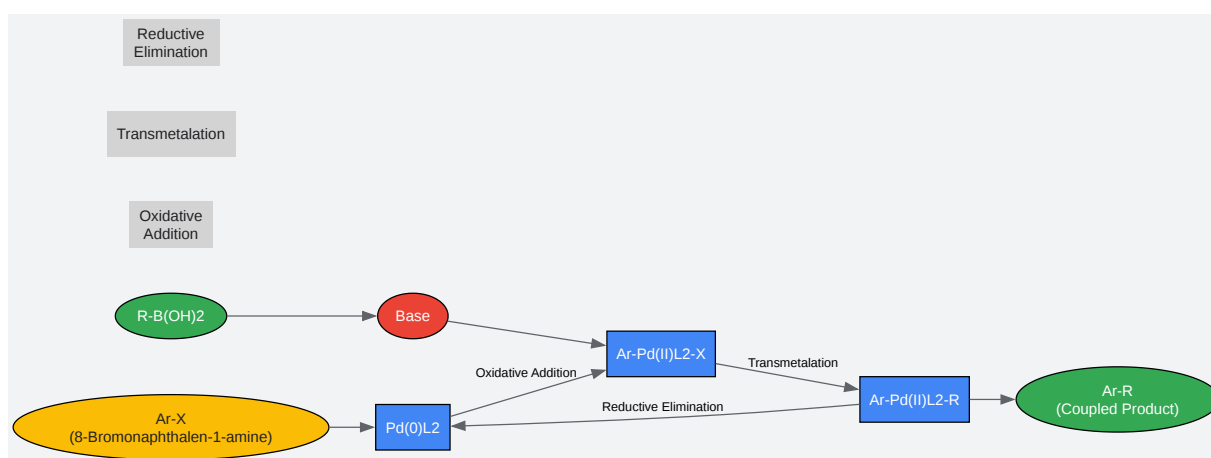 Reductive
Elimination
Transmetalation
Oxidative
Addition
R-B(OH)2
Base
Ar-Pd(II)L2-X
Transmetalation
Oxidative Addition
Ar-Pd(II)L2-R
Ar-R
(Coupled Product)
Reductive Elimination
Ar-X
(8-Bromonaphthalen-1-amine)
Pd(0)L2